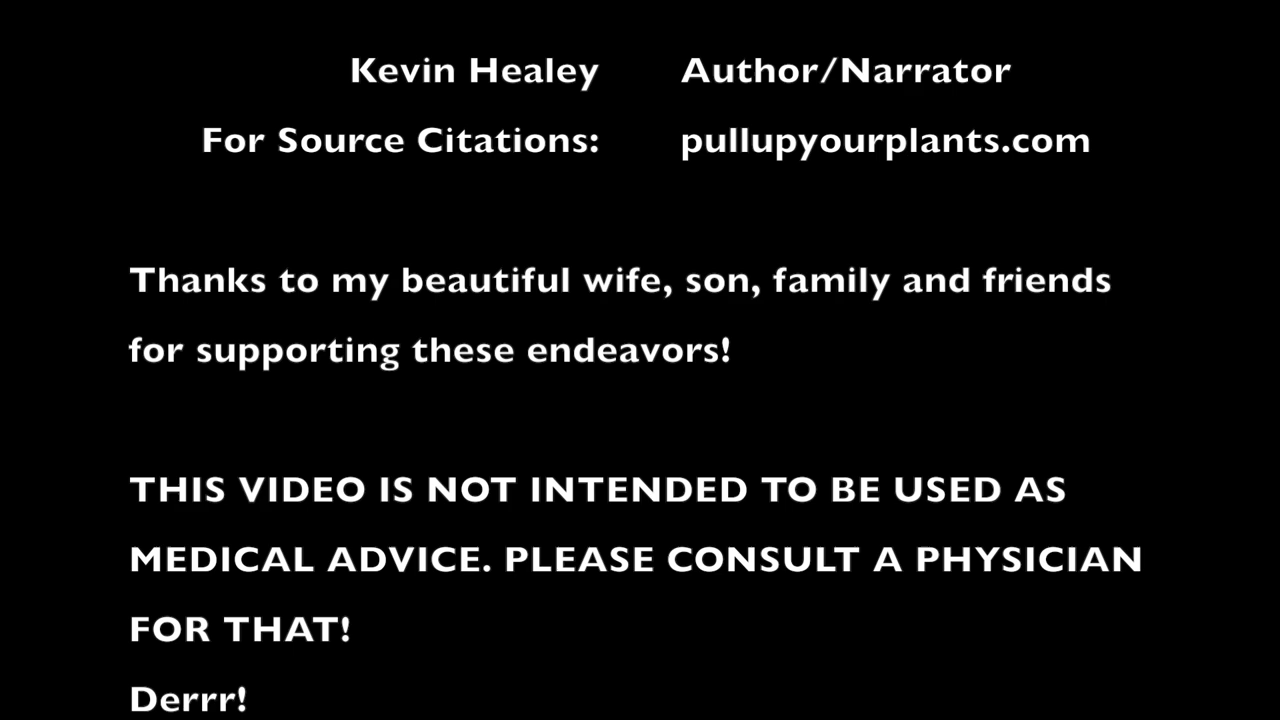 Kevin Healey Author/Narrator
For Source Citations: pullupyourplants.com
Thanks to my beautiful wife, son, family and friends
for supporting these endeavors!
THIS VIDEO IS NOT INTENDED TO BE USED AS
MEDICAL ADVICE. PLEASE CONSULT A PHYSICIAN
FOR THAT!
Derrr!